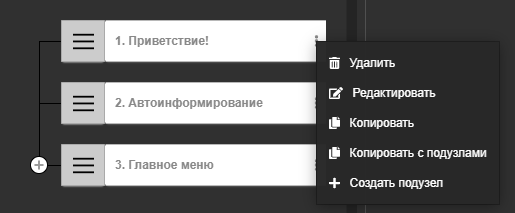 1. Приветствие!
2. Автоинформирование
3. Главное меню
Удалить
Редактировать
Копировать
Копировать с подузлами
Создать подузел